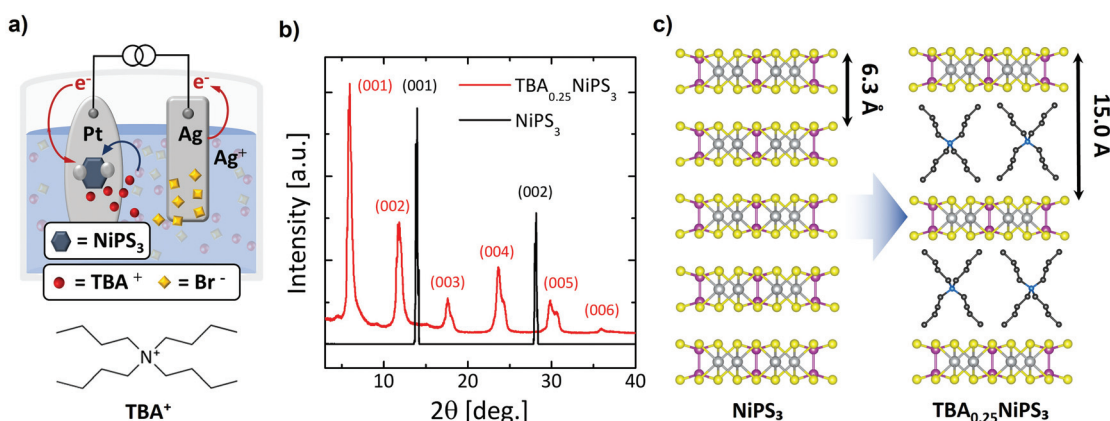 a)
e⁻
e⁻
Pt
Ag
Ag⁺
= NiPS₃
= TBA⁺
= Br⁻
N⁺
TBA⁺
b)
Intensity [a.u.]
(001)
(001)
TBA₀.₂₅NiPS₃
NiPS₃
(002)
(002)
(003)
(004)
(005)
(006)
10
20
30
40
2θ [deg.]
c)
6.3 Å
15.0 A
NiPS₃
TBA₀.₂₅NiPS₃